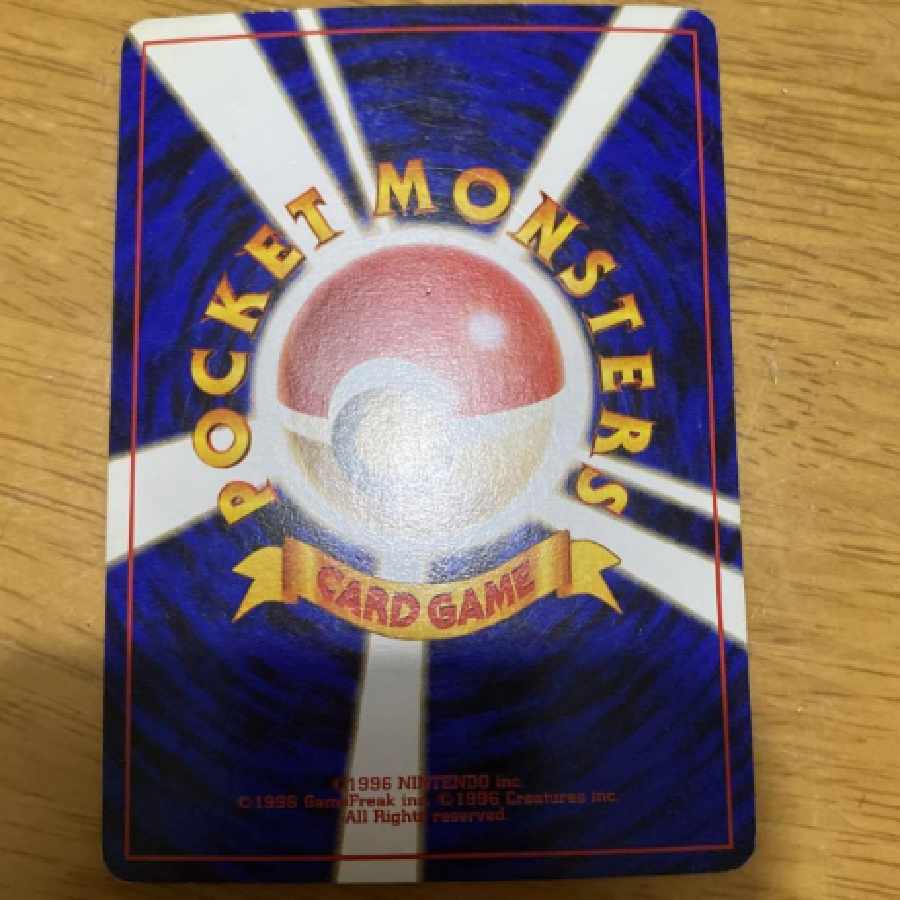 POCKET MONSTERS
CARD GAME
©1996 NINTENDO inc.
©1996 GameFreak inc. ©1996 Creatures inc.
All Rights reserved.